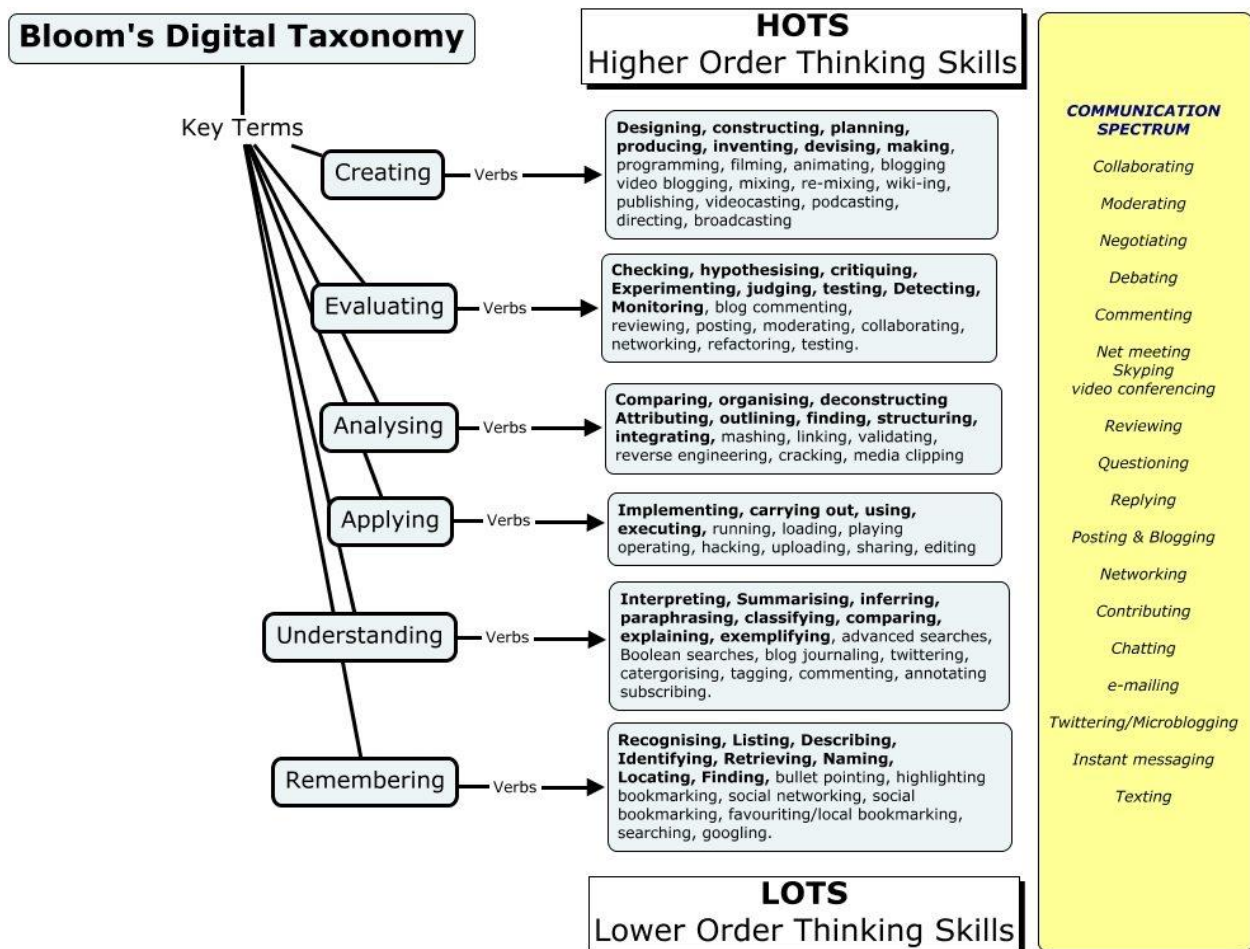 Bloom's Digital Taxonomy
HOTS
Higher Order Thinking Skills
Key Terms
Creating
Verbs
Designing, constructing, planning,
producing, inventing, devising, making,
programming, filming, animating, blogging
video blogging, mixing, re-mixing, wiki-ing,
publishing, videocasting, podcasting,
directing, broadcasting
Evaluating
Verbs
Checking, hypothesising, critiquing,
Experimenting, judging, testing, Detecting,
Monitoring, blog commenting,
reviewing, posting, moderating, collaborating,
networking, refactoring, testing.
Analysing
Verbs
Comparing, organising, deconstructing
Attributing, outlining, finding, structuring,
integrating, mashing, linking, validating,
reverse engineering, cracking, media clipping
Applying
Verbs
Implementing, carrying out, using,
executing, running, loading, playing
operating, hacking, uploading, sharing, editing
Understanding
Verbs
Interpreting, Summarising, inferring,
paraphrasing, classifying, comparing,
explaining, exemplifying, advanced searches,
Boolean searches, blog journaling, twittering,
catergorising, tagging, commenting, annotating
subscribing.
Remembering
Verbs
Recognising, Listing, Describing,
Identifying, Retrieving, Naming,
Locating, Finding, bullet pointing, highlighting
bookmarking, social networking, social
bookmarking, favouriting/local bookmarking,
searching, googling.
LOTS
Lower Order Thinking Skills
COMMUNICATION
SPECTRUM
Collaborating
Moderating
Negotiating
Debating
Commenting
Net meeting
Skyping
video conferencing
Reviewing
Questioning
Replying
Posting & Blogging
Networking
Contributing
Chatting
e-mailing
Twittering/Microblogging
Instant messaging
Texting